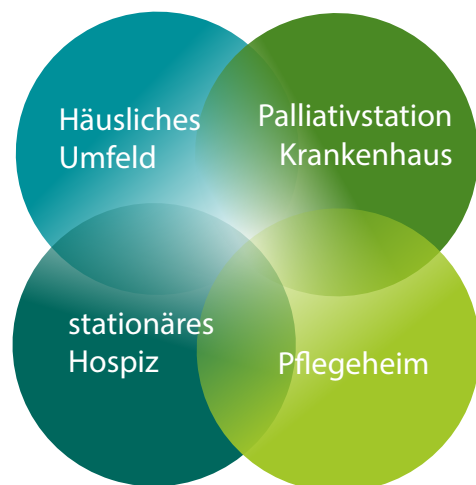 Häusliches
Umfeld
Palliativstation
Krankenhaus
stationäres
Hospiz
Pflegeheim